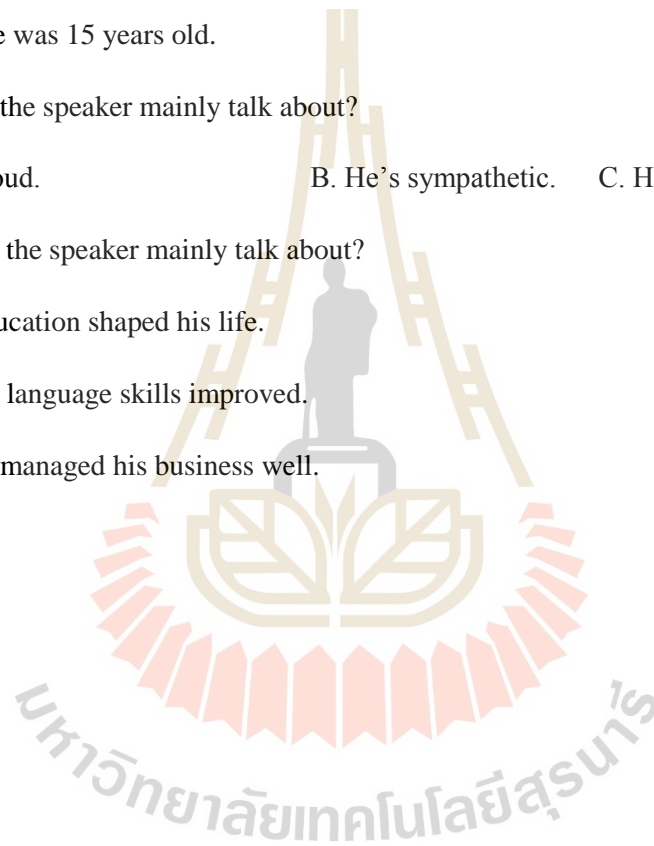 e was 15 years old.
the speaker mainly talk about?
oud. B. He’s sympathetic. C. H
the speaker mainly talk about?
ucation shaped his life.
language skills improved.
managed his business well.
มหาวิทยาลัยเทคโนโลยีสุรนารี